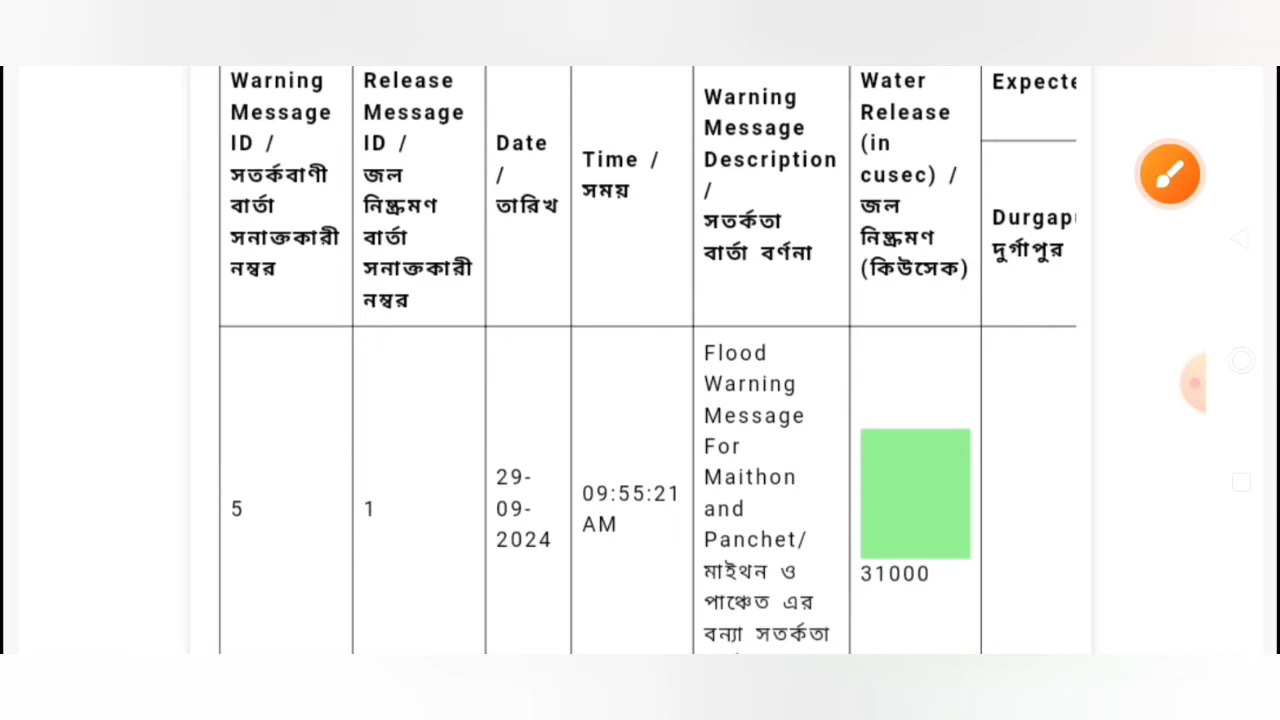 Warning
Message
ID /
সতর্কবাণী
বার্তা
সনাক্তকারী
নম্বর
Release
Message
ID /
জল
নিষ্ক্রমণ
বার্তা
সনাক্তকারী
নম্বর
Date
/
তারিখ
Time /
সময়
Warning
Message
Description
/
সতর্কতা
বার্তা বর্ণনা
Water
Release
(in
cusec) /
জল
নিষ্ক্রমণ
(কিউসেক)
Expecte
Durgap
দুর্গাপুর
5
1
29-
09-
2024
09:55:21
AM
Flood
Warning
Message
For
Maithon
and
Panchet/
মাইথন ও
পাঞ্চেত এর
বন্যা সতর্কতা
31000